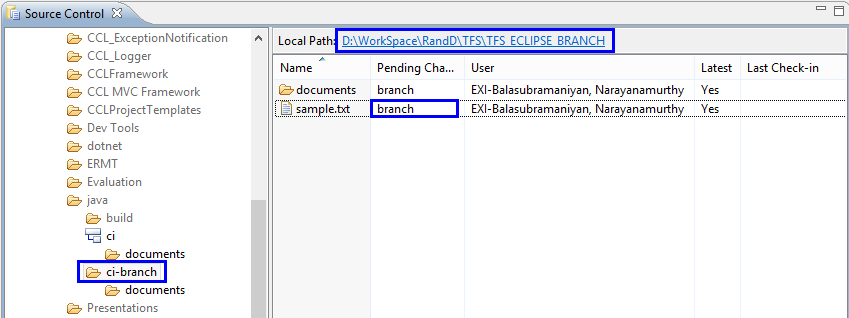 Source Control
CCL_ExceptionNotification
CCL_Logger
CCLFramework
CCL MVC Framework
CCLProjectTemplates
Dev Tools
dotnet
ERMT
Evaluation
java
build
ci
documents
ci-branch
documents
Presentations
Local Path: D:\WorkSpace\RandD\TFS\TFS_ECLIPSE_BRANCH
Name Pending Cha... User Latest Last Check-in
documents branch EXI-Balasubramaniyan, Narayanamurthy Yes
sample.txt branch EXI-Balasubramaniyan, Narayanamurthy Yes